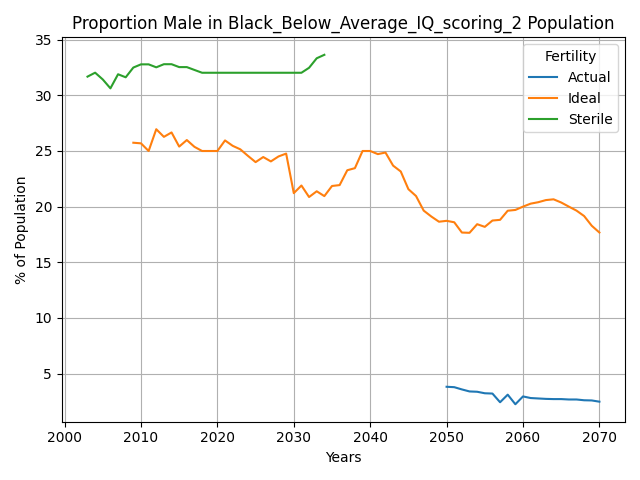 Proportion Male in Black_Below_Average_IQ_scoring_2 Population
Fertility
Actual
Ideal
Sterile
% of Population
35
30
25
20
15
10
5
2000 2010 2020 2030 2040 2050 2060 2070
Years